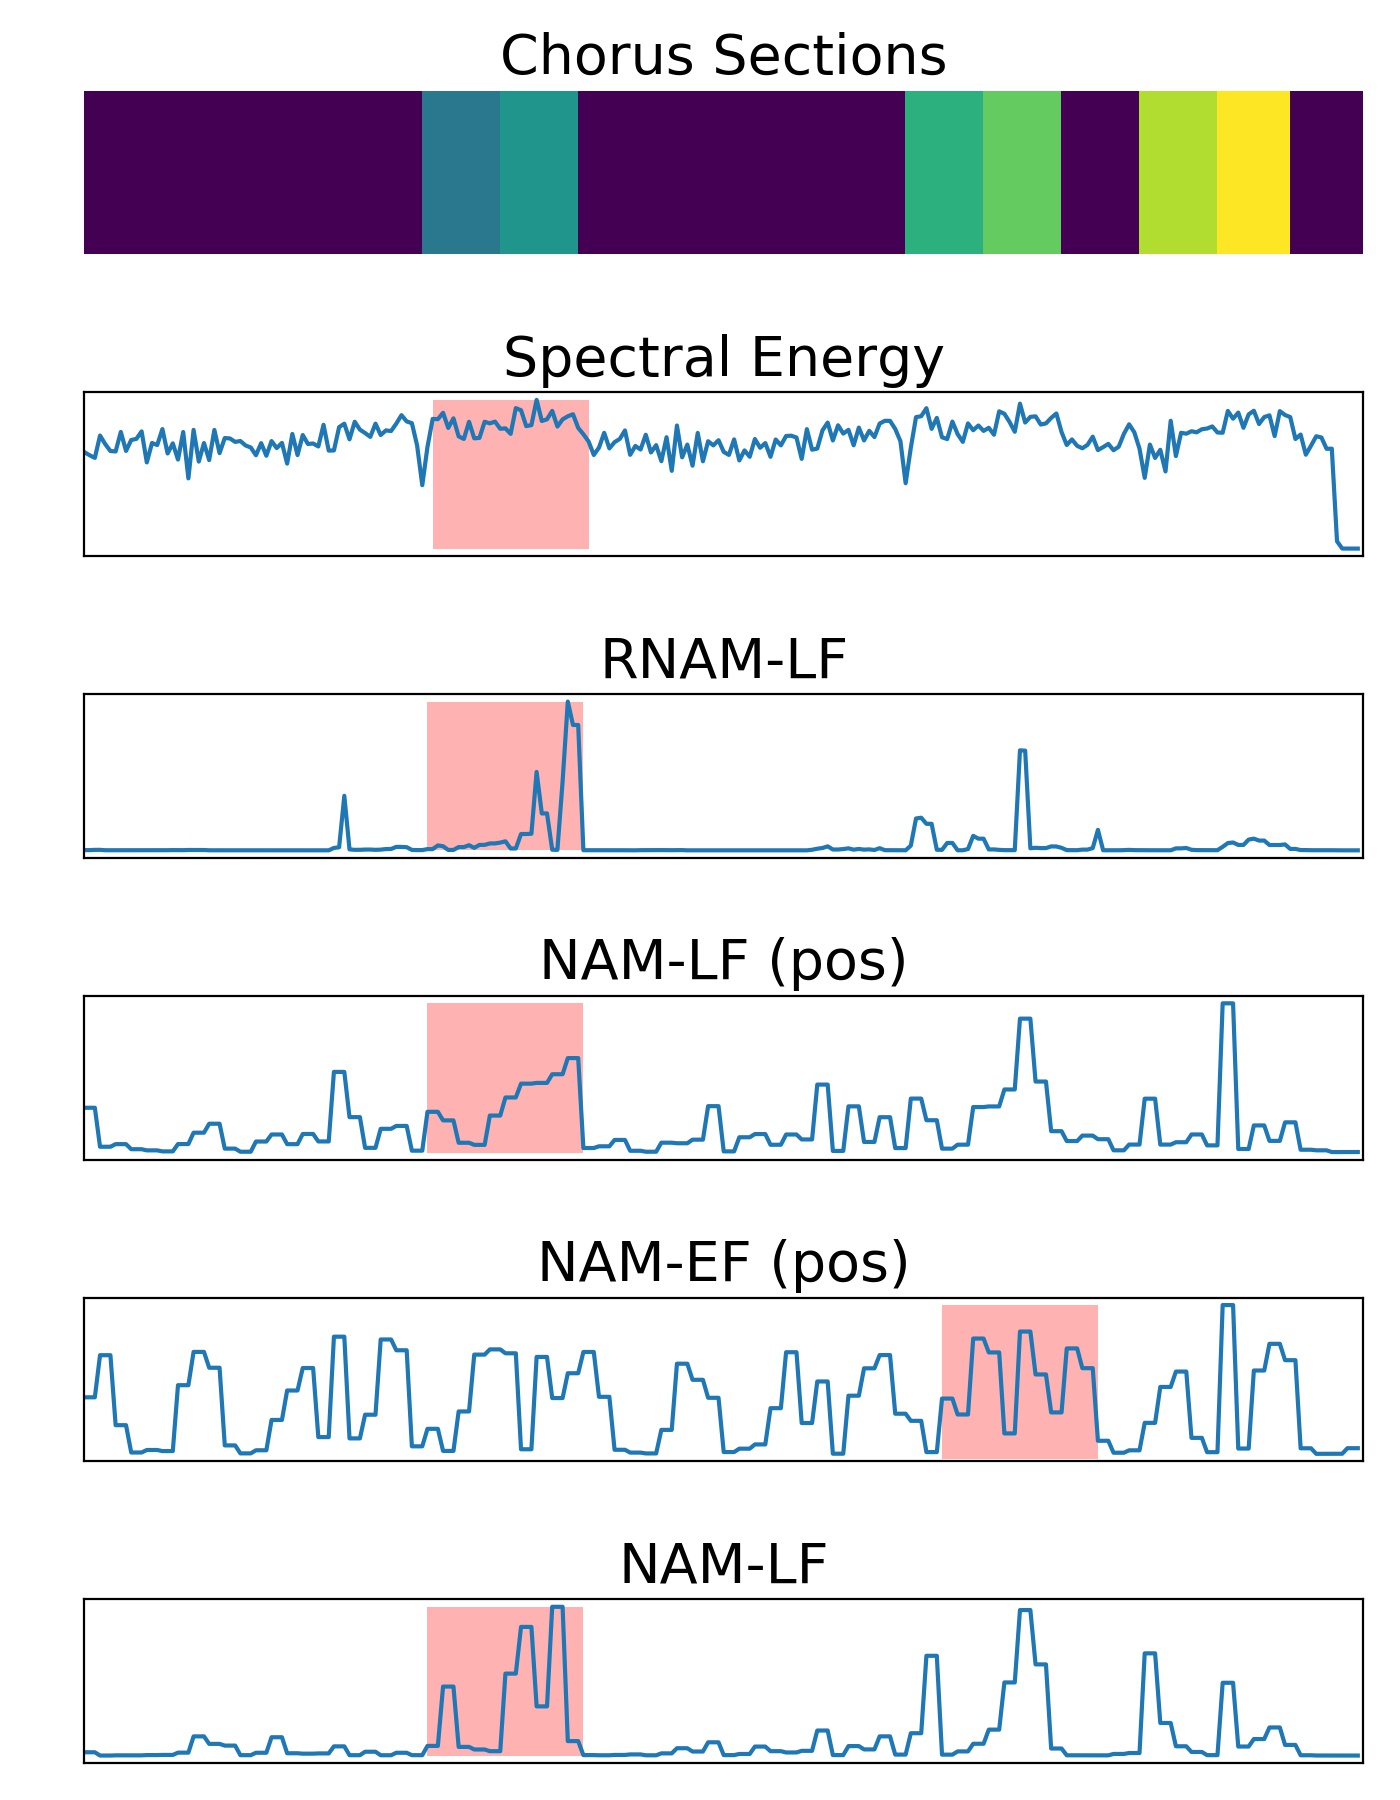 Chorus Sections
Spectral Energy
RNAM-LF
NAM-LF (pos)
NAM-EF (pos)
NAM-LF